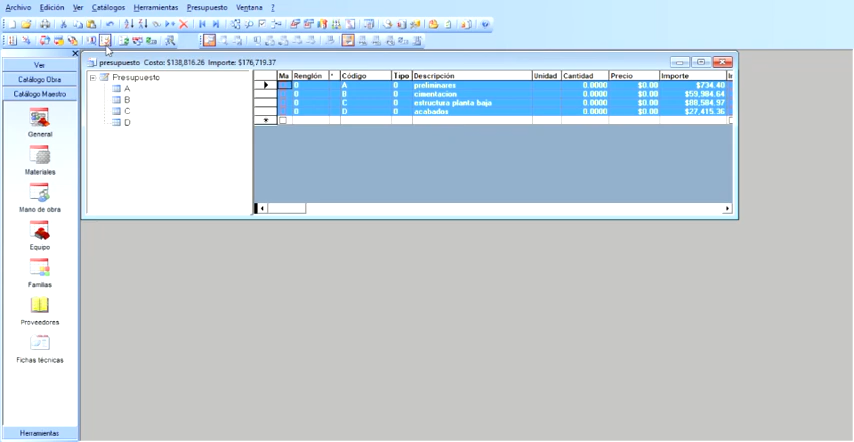 Archivo Edición Ver Catálogos Herramientas Presupuesto Ventana ?
Ver
Catálogo Obra
Catálogo Maestro
General
Materiales
Mano de obra
Equipo
Familias
Proveedores
Fichas técnicas
Herramientas
presupuesto Costo: $138,816.26 Importe: $176,719.37
Presupuesto
A
B
C
D
Ma Renglón * Código Tipo Descripción Unidad Cantidad Precio Importe
0 A 0 preliminares 0.0000 $0.00 $734.40
0 B 0 cimentacion 0.0000 $0.00 $59,984.64
0 C 0 estructura planta baja 0.0000 $0.00 $88,584.97
0 D 0 acabados 0.0000 $0.00 $27,415.36
*